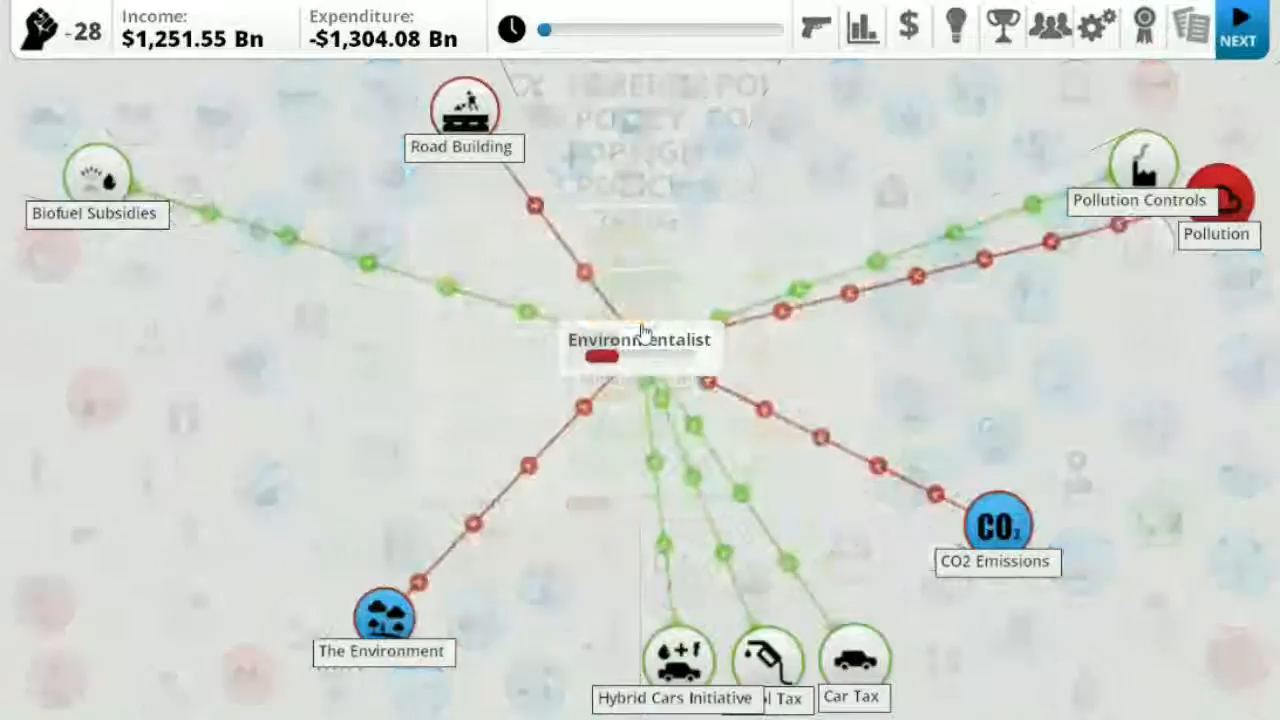 -28
Income:
$1,251.55 Bn
Expenditure:
-$1,304.08 Bn
$
NEXT
Road Building
Biofuel Subsidies
Pollution Controls
Pollution
Environmentalist
CO2
CO2 Emissions
The Environment
Hybrid Cars Initiative
Tax
Car Tax